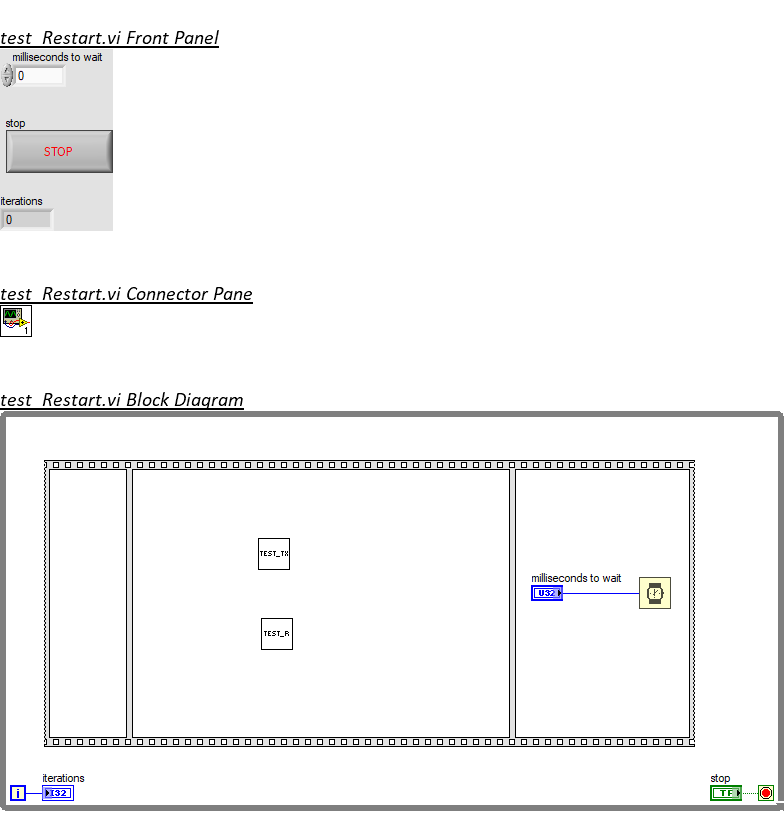 test_Restart.vi Front Panel
milliseconds to wait
0
stop
STOP
iterations
0
test_Restart.vi Connector Pane
1
test_Restart.vi Block Diagram
TEST_TX
milliseconds to wait
U32
TEST_R
iterations
i
I32
stop
TF